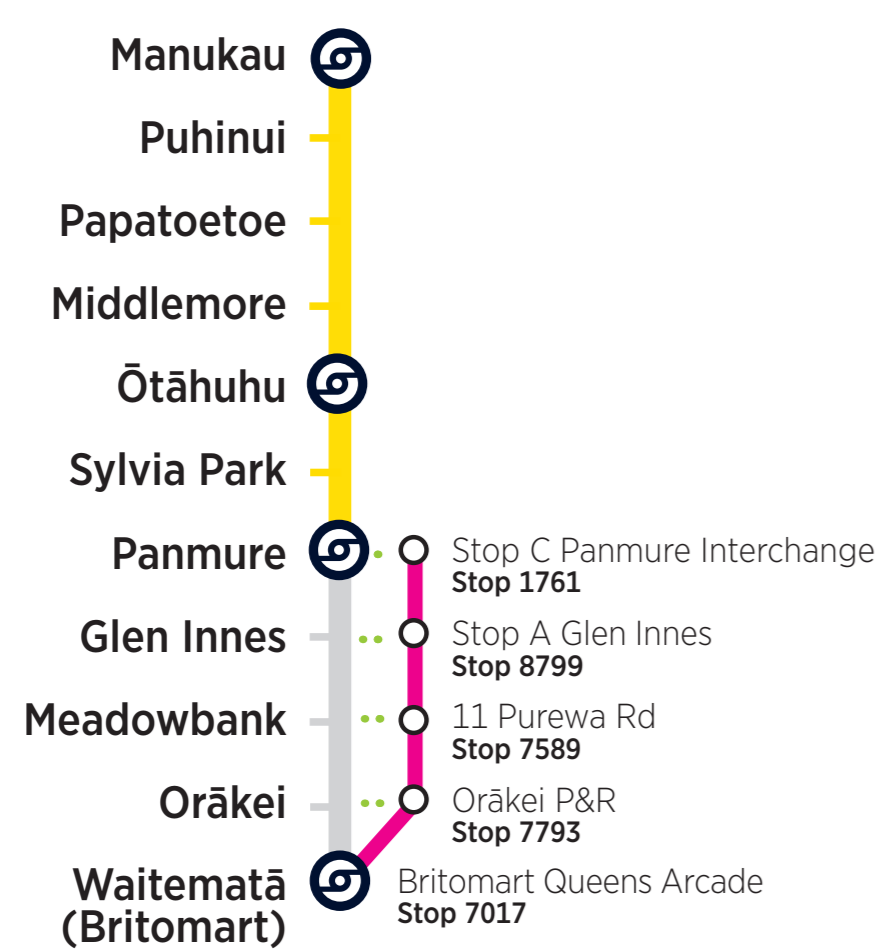 Manukau
Puhinui
Papatoetoe
Middlemore
Ōtāhuhu
Sylvia Park
Panmure
Stop C Panmure Interchange
Stop 1761
Glen Innes
Stop A Glen Innes
Stop 8799
Meadowbank
11 Purewa Rd
Stop 7589
Orākei
Orākei P&R
Stop 7793
Waitematā
(Britomart)
Britomart Queens Arcade
Stop 7017